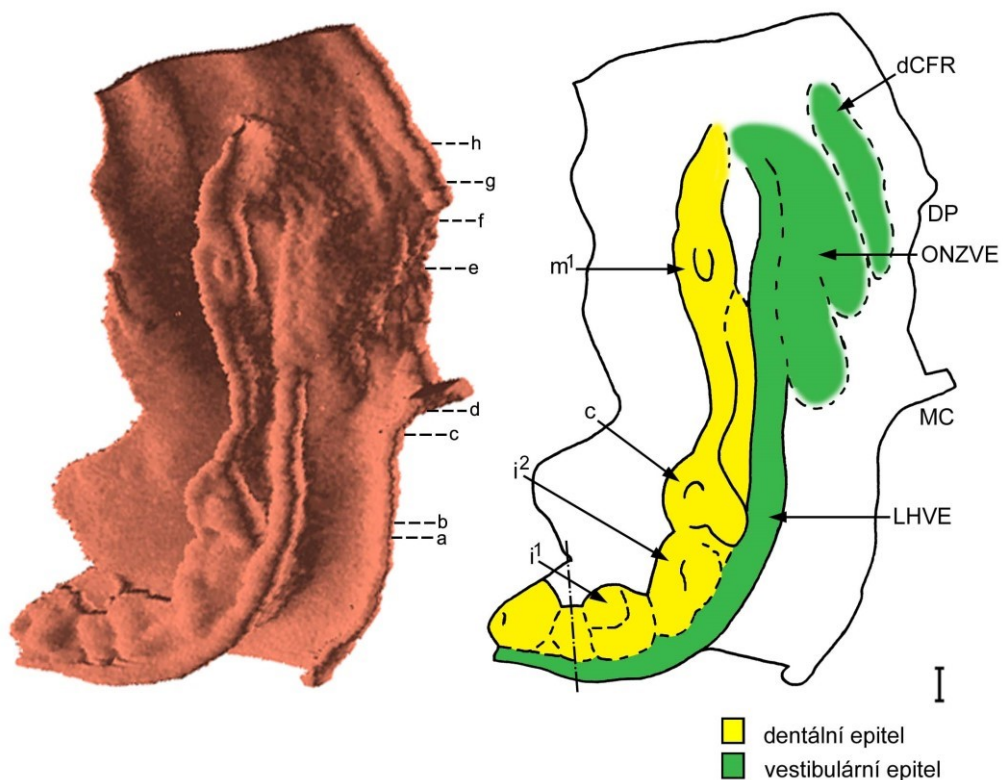 h
g
f
e
d
c
b
a
dCFR
DP
ONZVE
m¹
MC
c
i²
LHVE
i¹
dentální epitel
vestibulární epitel